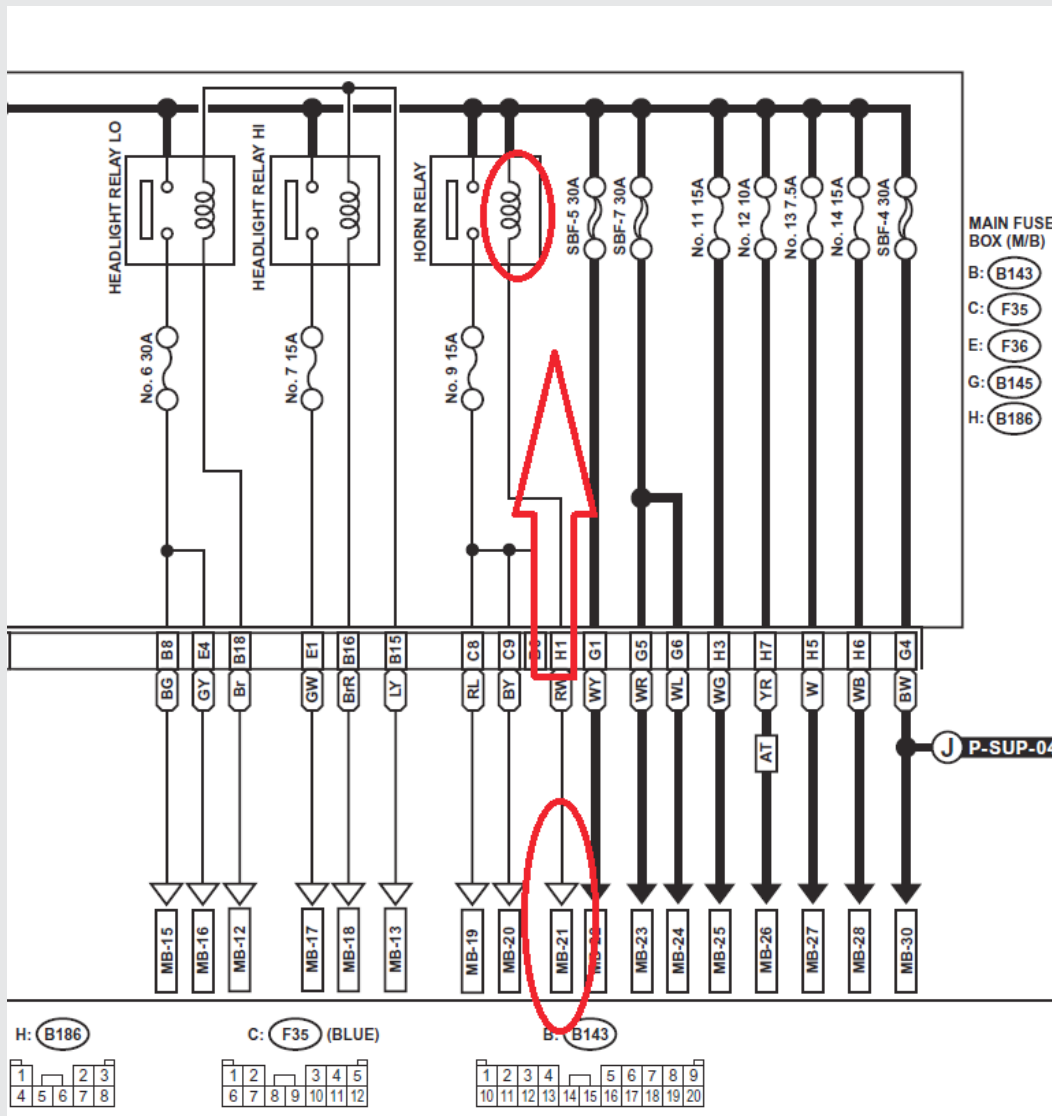 HEADLIGHT RELAY LO
HEADLIGHT RELAY HI
HORN RELAY
SBF-5 30A
SBF-7 30A
No. 11 15A
No. 12 10A
No. 13 7.5A
No. 14 15A
SBF-4 30A
MAIN FUSE
BOX (M/B)
B: B143
C: F35
E: F36
G: B145
H: B186
No. 6 30A
No. 7 15A
No. 9 15A
B8 E4 B18 E1 B16 B15 C8 C9 H1 G1 G5 G6 H3 H7 H5 H6 G4
BG GY Br GW BrR LY RL BY RW WY WR WL WG YR W WB BW
AT
J P-SUP-04
MB-15 MB-16 MB-12 MB-17 MB-18 MB-13 MB-19 MB-20 MB-21 MB-22 MB-23 MB-24 MB-25 MB-26 MB-27 MB-28 MB-30
H: B186
1 2 3
4 5 6 7 8
C: F35 (BLUE)
1 2 3 4 5
6 7 8 9 10 11 12
B: B143
1 2 3 4 5 6 7 8 9
10 11 12 13 14 15 16 17 18 19 20